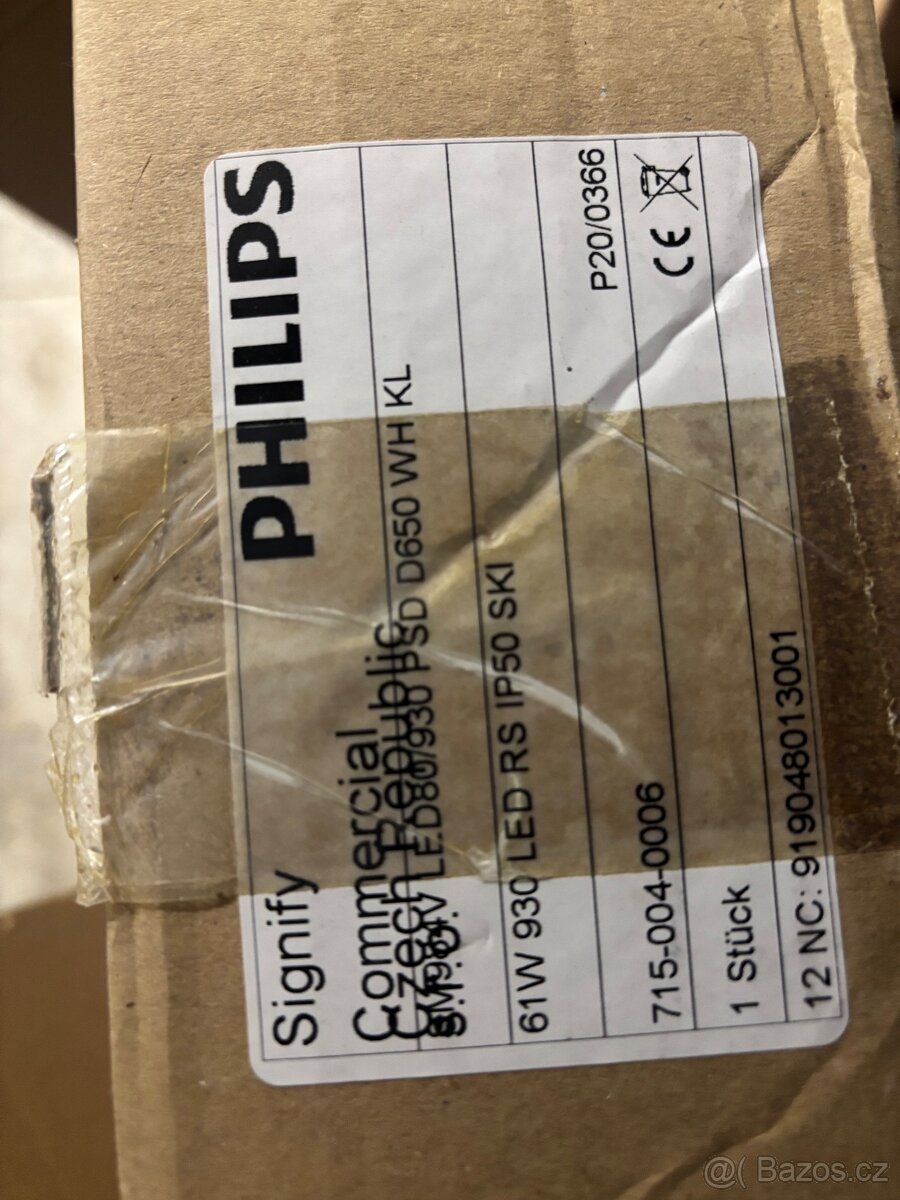 PHILIPS
Signify
Commercial
Czech Republic
LED80/930 PSD D650 WH KL
s.r.o.
61W 930 LED RS IP50 SKI
P20/0366
715-004-0006
CE
1 Stück
12 NC: 919048013001
@( Bazos.cz